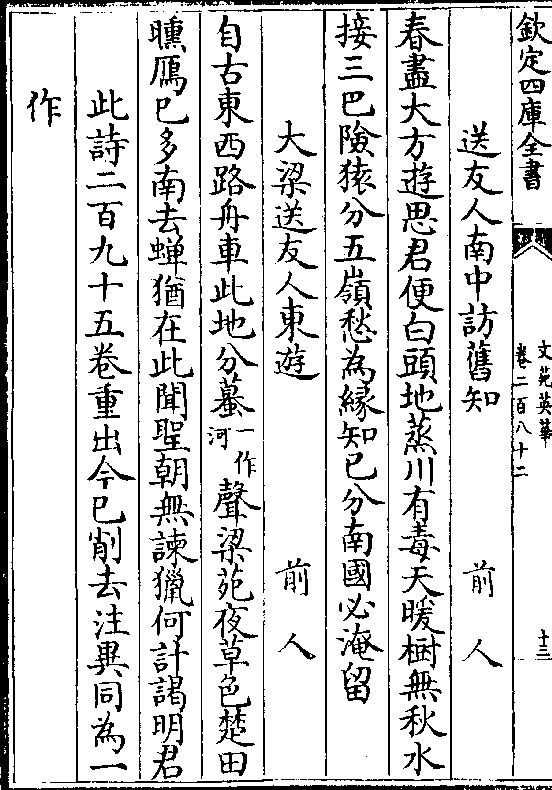 欽定四庫全書
文苑英華
卷二百八十二
十三
送友人南中訪舊知
前人
春盡大方遊思君便白頭地蒸川有毒天暖樹無秋水
接三巴險猿分五嶺愁為緣知已分南國必淹留
大梁送友人東遊
前人
自古東西路舟車此地分蟇一作河聲梁苑夜草色楚田
曛鴈已多南去蝉猶在此聞聖朝無諫獵何計謁明君
此詩二百九十五卷重出今已削去注異同為一
作